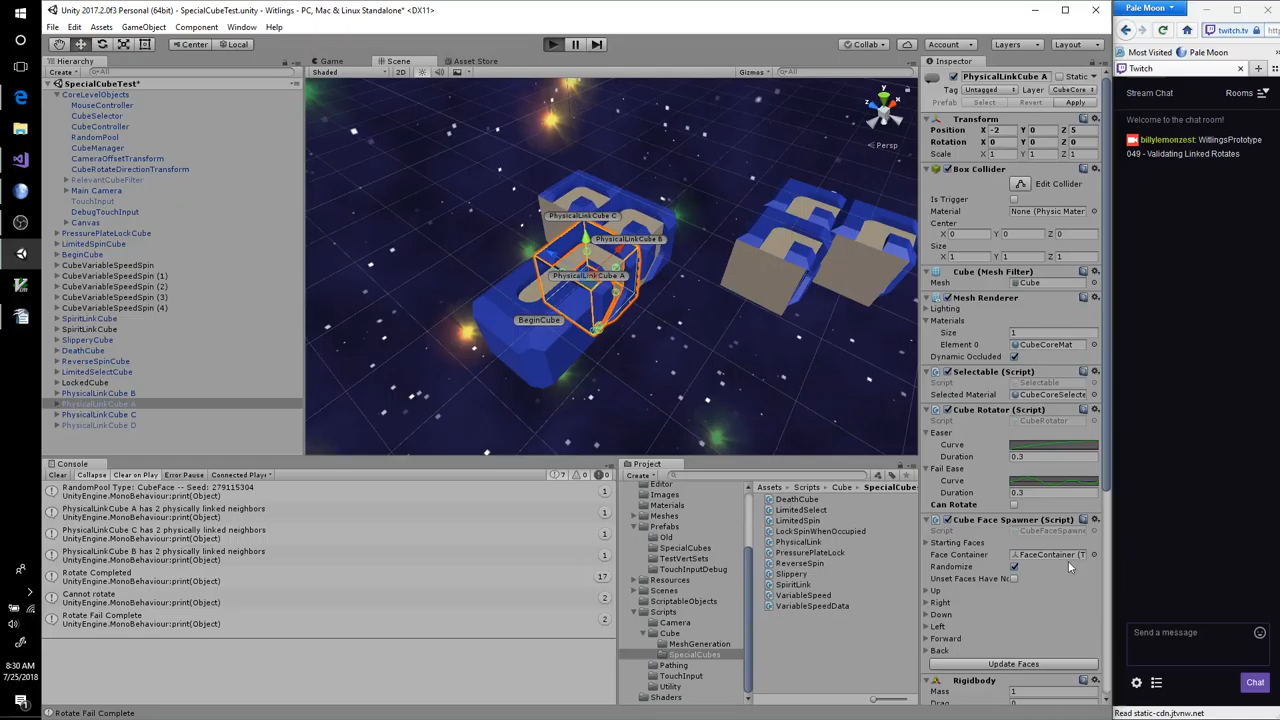 Unity 2017.2.0f3 Personal (64bit) - SpecialCubeTest.unity - Witlings - PC, Mac & Linux Standalone* <DX11>
File Edit Assets GameObject Component Window Help
Center Local
Collab Account Layers Layout
Hierarchy
Create All
SpecialCubeTest*
CoreLevelObjects
MouseController
CubeSelector
CubeController
RandomPool
CubeManager
CameraOffsetTransform
CubeRotateDirectionTransform
RelevantCubeFilter
Main Camera
TouchInput
DebugTouchInput
Canvas
PressurePlateLockCube
LimitedSpinCube
BeginCube
CubeVariableSpeedSpin
CubeVariableSpeedSpin (1)
CubeVariableSpeedSpin (2)
CubeVariableSpeedSpin (3)
CubeVariableSpeedSpin (4)
SpiritLinkCube
SpiritLinkCube
SlipperyCube
DeathCube
ReverseSpinCube
LimitedSelectCube
LockedCube
PhysicalLinkCube B
PhysicalLinkCube A
PhysicalLinkCube C
PhysicalLinkCube D
Game Scene Asset Store
Shaded 2D Gizmos All
y
x
Persp
PhysicalLinkCube C
PhysicalLinkCube B
PhysicalLinkCube A
BeginCube
Console
Clear Collapse Clear on Play Error Pause Connected Playe
7 0 0
RandomPool Type: CubeFace -- Seed: 279115304
UnityEngine.MonoBehaviour:print(Object)
1
PhysicalLinkCube A has 2 physically linked neighbors
UnityEngine.MonoBehaviour:print(Object)
1
PhysicalLinkCube C has 2 physically linked neighbors
UnityEngine.MonoBehaviour:print(Object)
1
PhysicalLinkCube B has 2 physically linked neighbors
UnityEngine.MonoBehaviour:print(Object)
1
Rotate Completed
UnityEngine.MonoBehaviour:print(Object)
17
Cannot rotate
UnityEngine.MonoBehaviour:print(Object)
2
Rotate Fail Complete
UnityEngine.MonoBehaviour:print(Object)
2
Rotate Fail Complete
Project
Create
Editor
Images
Materials
Meshes
Prefabs
Old
SpecialCubes
TestVertSets
TouchInputDebug
Resources
Scenes
ScriptableObjects
Scripts
Camera
Cube
MeshGeneration
SpecialCubes
Pathing
TouchInput
Utility
Shaders
Assets Scripts Cube SpecialCubes
DeathCube
LimitedSelect
LimitedSpin
LockSpinWhenOccupied
PhysicalLink
PressurePlateLock
ReverseSpin
Slippery
SpiritLink
VariableSpeed
VariableSpeedData
Inspector
PhysicalLinkCube A Static
Tag Untagged Layer CubeCore
Prefab Select Revert Apply
Transform
Position X -2 Y 0 Z 5
Rotation X 0 Y 0 Z 0
Scale X 1 Y 1 Z 1
Box Collider
Edit Collider
Is Trigger
Material None (Physic Mater
Center
X 0 Y 0 Z 0
Size
X 1 Y 1 Z 1
Cube (Mesh Filter)
Mesh Cube
Mesh Renderer
Lighting
Materials
Size 1
Element 0 CubeCoreMat
Dynamic Occluded
Selectable (Script)
Script Selectable
Selected Material CubeCoreSelecte
Cube Rotator (Script)
Script CubeRotator
Easer
Curve
Duration 0.3
Fail Ease
Curve
Duration 0.3
Can Rotate
Cube Face Spawner (Script)
Script CubeFaceSpawne
Starting Faces
Face Container FaceContainer (T
Randomize
Unset Faces Have No
Up
Right
Down
Left
Forward
Back
Update Faces
Rigidbody
Mass 1
Drag 0
Pale Moon
twitch.tv
Most Visited Pale Moon
Twitch
Stream Chat Rooms
Welcome to the chat room!
billylemonzest: WitlingsPrototype
049 - Validating Linked Rotates
Send a message
Chat
Read static-cdn.jtvnw.net
8:30 AM
7/25/2018